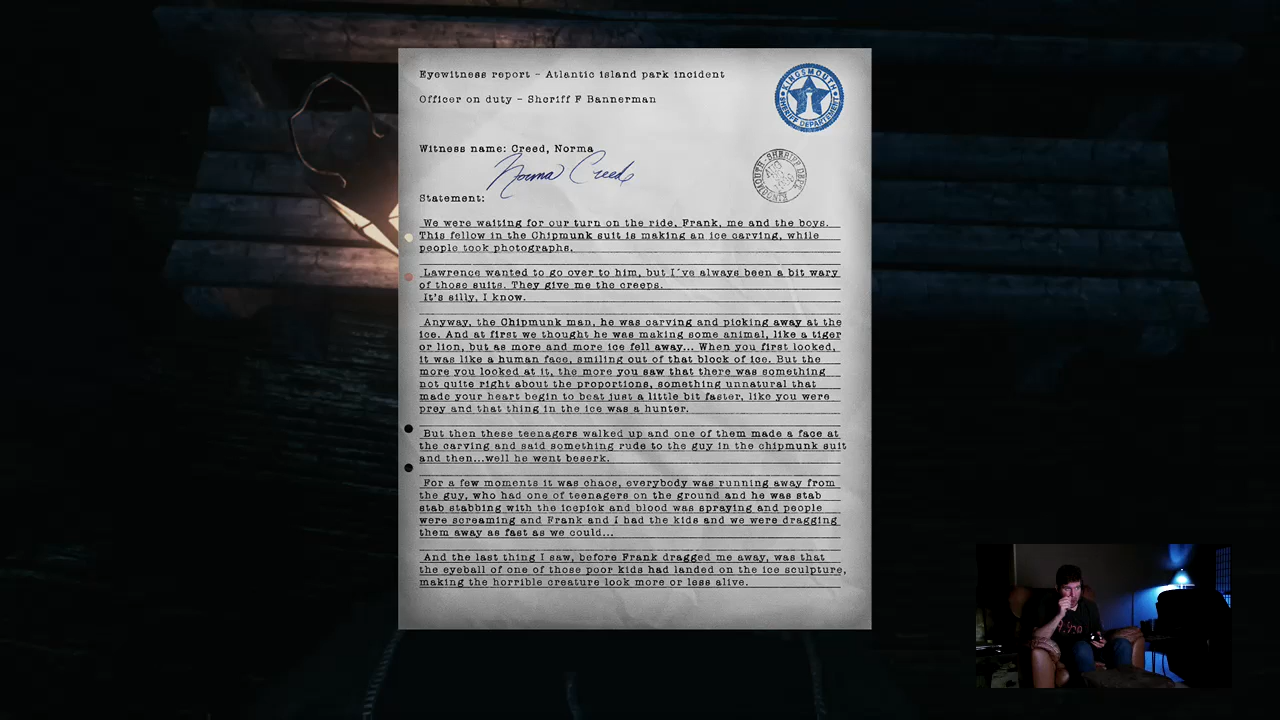 Eyewitness report - Atlantic island park incident
KINGSMOUTH
SHERIFF DEPARTEMENT
Officer on duty - Sheriff F Bannerman
Witness name: Creed, Norma
Norma Creed
KINGSMOUTH SHERIFF DEPT.
Statement:
We were waiting for our turn on the ride, Frank, me and the boys.
This fellow in the Chipmunk suit is making an ice carving, while
people took photographs.
Lawrence wanted to go over to him, but I´ve always been a bit wary
of those suits. They give me the creeps.
It's silly, I know.
Anyway, the Chipmunk man, he was carving and picking away at the
ice. And at first we thought he was making some animal, like a tiger
or lion, but as more and more ice fell away... When you first looked,
it was like a human face, smiling out of that block of ice. But the
more you looked at it, the more you saw that there was something
not quite right about the proportions, something unnatural that
made your heart begin to beat just a little bit faster, like you were
prey and that thing in the ice was a hunter.
But then these teenagers walked up and one of them made a face at
the carving and said something rude to the guy in the chipmunk suit
and then...well he went beserk.
For a few moments it was chaos, everybody was running away from
the guy, who had one of teenagers on the ground and he was stab
stab stabbing with the icepick and blood was spraying and people
were screaming and Frank and I had the kids and we were dragging
them away as fast as we could...
And the last thing I saw, before Frank dragged me away, was that
the eyeball of one of those poor kids had landed on the ice sculpture,
making the horrible creature look more or less alive.